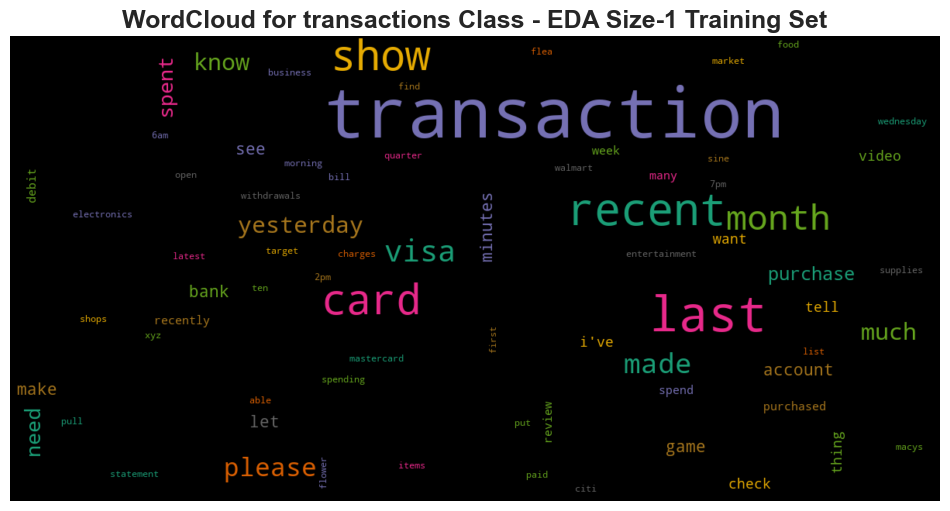 WordCloud for transactions Class - EDA Size-1 Training Set
show
know
spent
business
find
flea
food
market
transaction
6am
see
morning
quarter
bill
week
walmart
many
sine
7pm
video
wednesday
debit
open
withdrawals
electronics
yesterday
minutes
recent
month
visa
want
entertainment
latest
target
charges
2pm
purchase
supplies
bank
ten
card
last
tell
shops
recently
xyz
first
i've
list
much
mastercard
made
account
spending
spend
make
able
let
purchased
need
pull
put
review
game
thing
macys
please
flower
items
statement
paid
citi
check